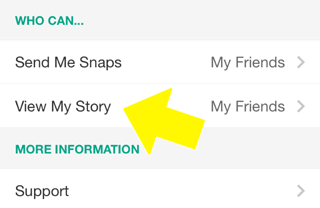 WHO CAN...
Send Me Snaps My Friends
View My Story My Friends
MORE INFORMATION
Support